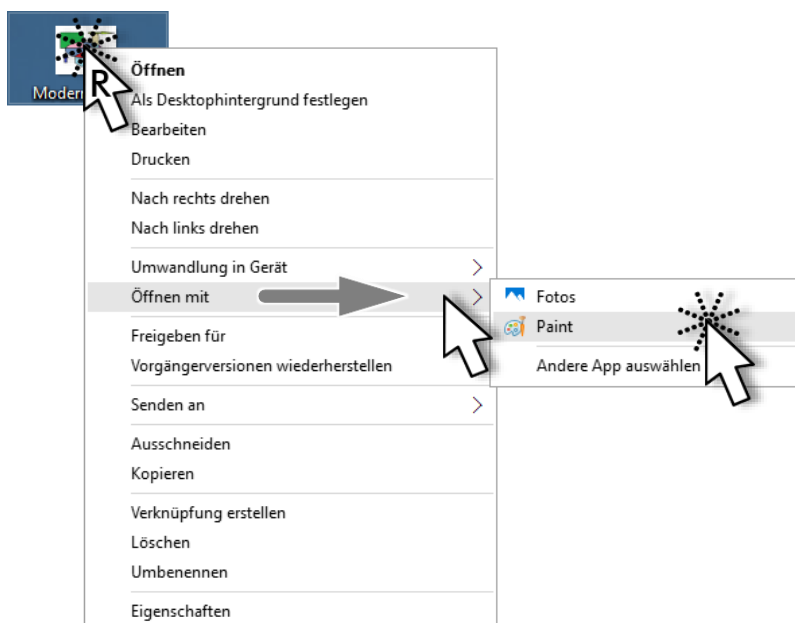 Moder
R
Öffnen
Als Desktophintergrund festlegen
Bearbeiten
Drucken
Nach rechts drehen
Nach links drehen
Umwandlung in Gerät
Öffnen mit
Fotos
Paint
Andere App auswählen
Freigeben für
Vorgängerversionen wiederherstellen
Senden an
Ausschneiden
Kopieren
Verknüpfung erstellen
Löschen
Umbenennen
Eigenschaften